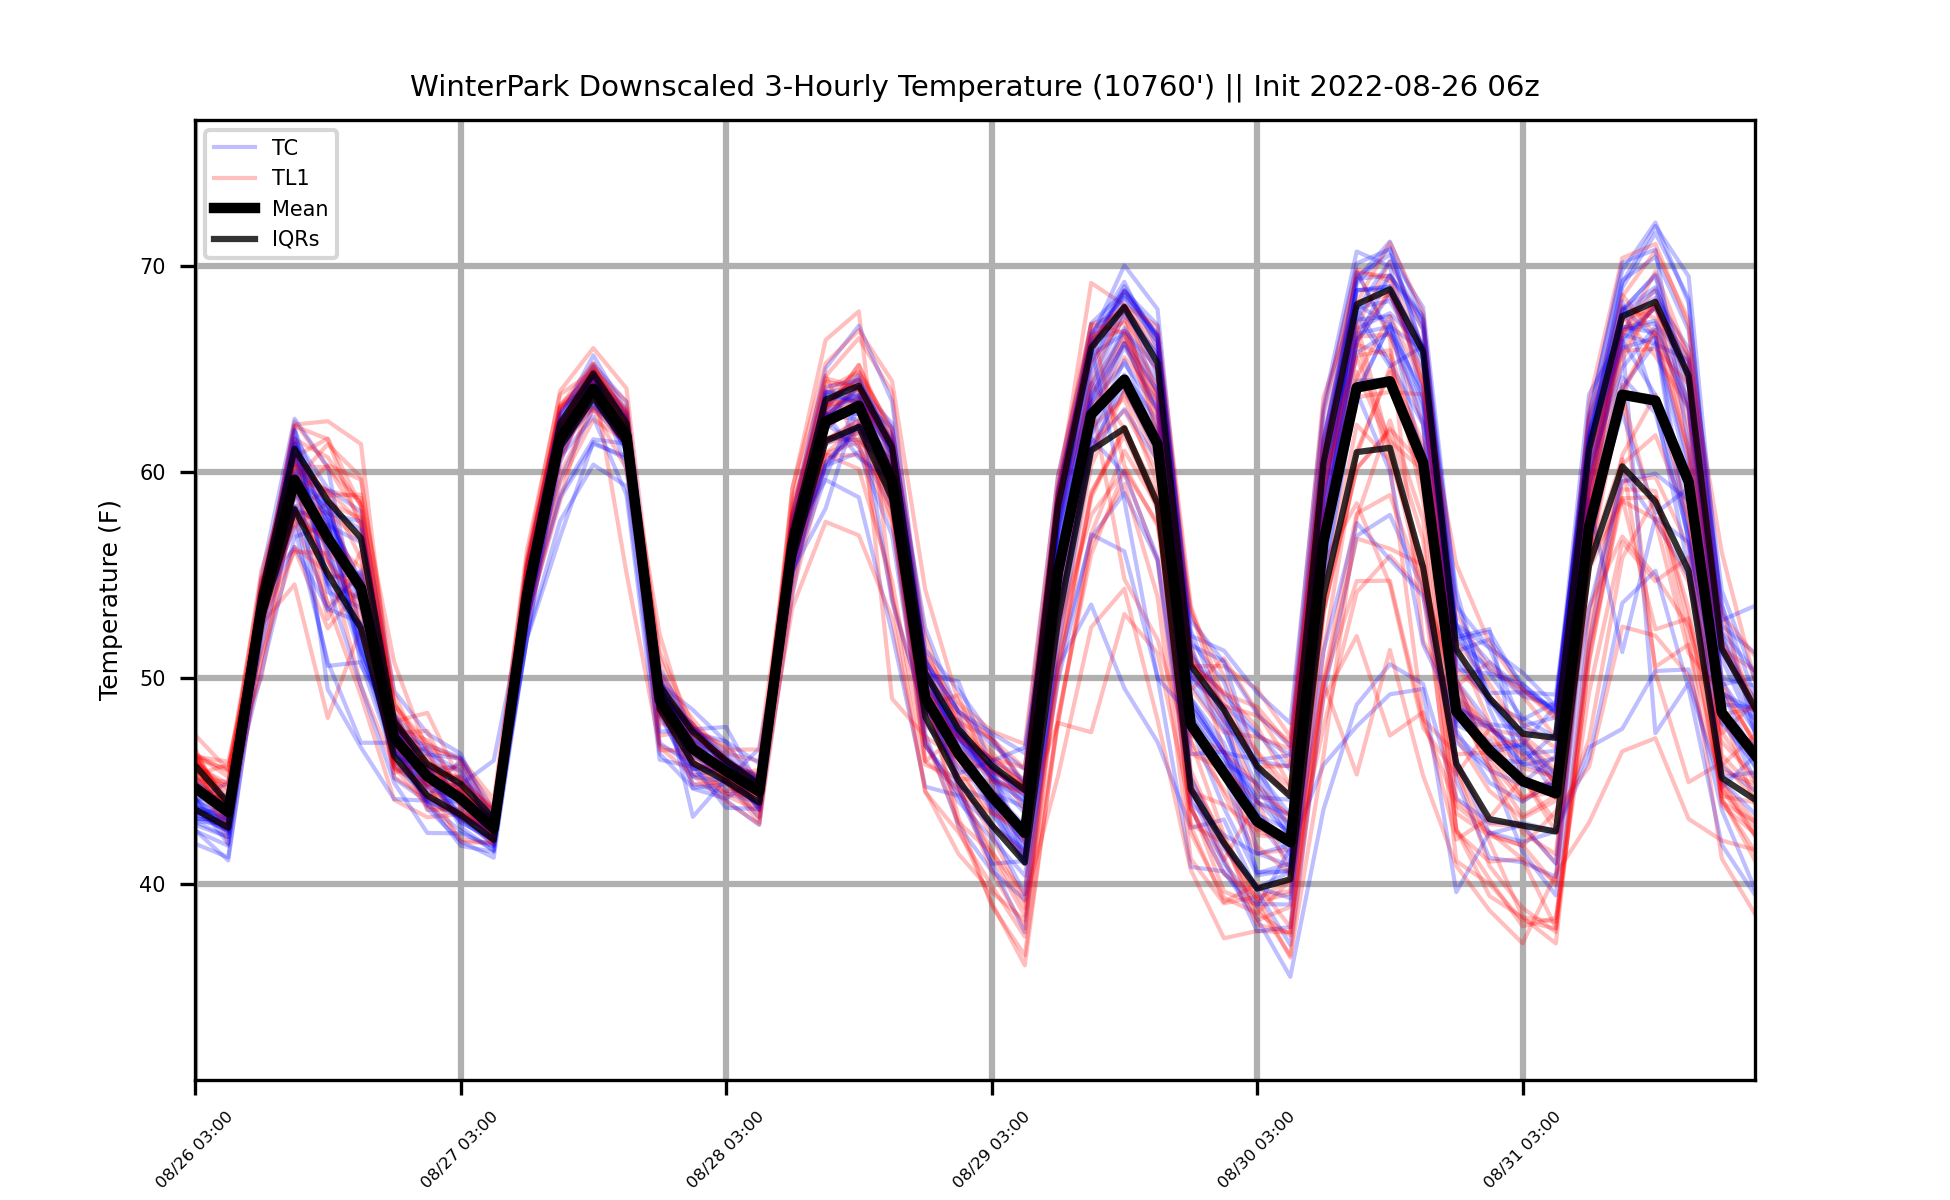 WinterPark Downscaled 3-Hourly Temperature (10760') || Init 2022-08-26 06z
TC
TL1
Mean
IQRs
Temperature (F)
70
60
50
40
08/26 03:00
08/27 03:00
08/28 03:00
08/29 03:00
08/30 03:00
08/31 03:00